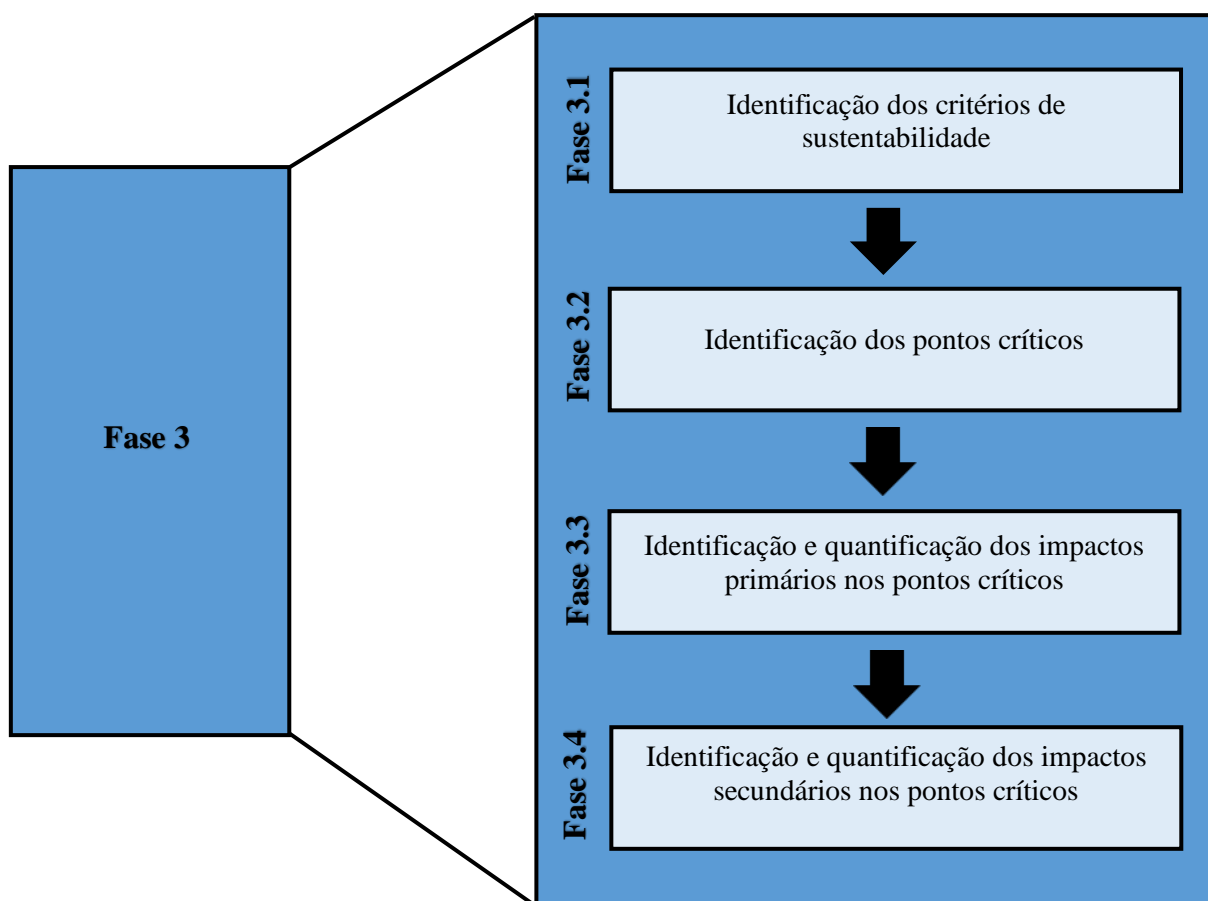 Fase 3
Fase 3.1
Identificação dos critérios de
sustentabilidade
Fase 3.2
Identificação dos pontos críticos
Fase 3.3
Identificação e quantificação dos impactos
primários nos pontos críticos
Fase 3.4
Identificação e quantificação dos impactos
secundários nos pontos críticos